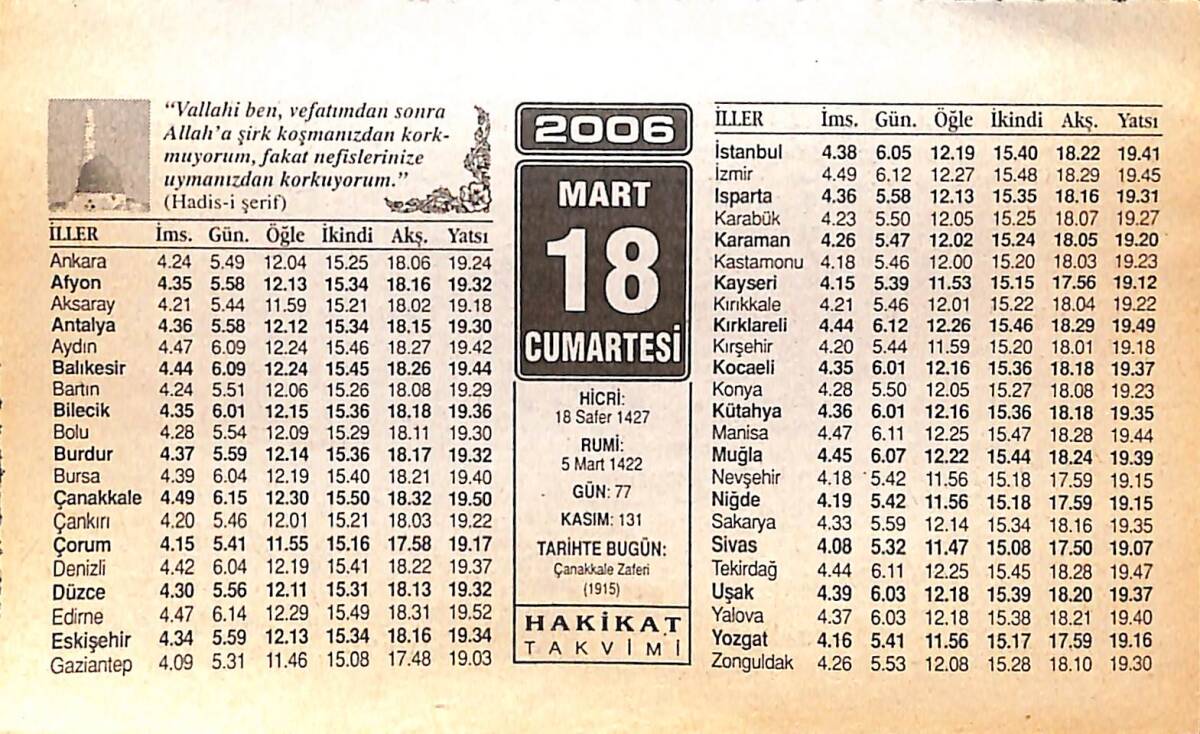 “Vallahi ben, vefatımdan sonra
Allah’a şirk koşmanızdan kork-
muyorum, fakat nefislerinize
uymanızdan korkuyorum.”
(Hadis-i şerif)
İLLER İms. Gün. Öğle İkindi Akş. Yatsı
Ankara 4.24 5.49 12.04 15.25 18.06 19.24
Afyon 4.35 5.58 12.13 15.34 18.16 19.32
Aksaray 4.21 5.44 11.59 15.21 18.02 19.18
Antalya 4.36 5.58 12.12 15.34 18.15 19.30
Aydın 4.47 6.09 12.24 15.46 18.27 19.42
Balıkesir 4.44 6.09 12.24 15.45 18.26 19.44
Bartın 4.24 5.51 12.06 15.26 18.08 19.29
Bilecik 4.35 6.01 12.15 15.36 18.18 19.36
Bolu 4.28 5.54 12.09 15.29 18.11 19.30
Burdur 4.37 5.59 12.14 15.36 18.17 19.32
Bursa 4.39 6.04 12.19 15.40 18.21 19.40
Çanakkale 4.49 6.15 12.30 15.50 18.32 19.50
Çankırı 4.20 5.46 12.01 15.21 18.03 19.22
Çorum 4.15 5.41 11.55 15.16 17.58 19.17
Denizli 4.42 6.04 12.19 15.41 18.22 19.37
Düzce 4.30 5.56 12.11 15.31 18.13 19.32
Edirne 4.47 6.14 12.29 15.49 18.31 19.52
Eskişehir 4.34 5.59 12.13 15.34 18.16 19.34
Gaziantep 4.09 5.31 11.46 15.08 17.48 19.03
2006
MART
18
CUMARTESİ
HİCRİ:
18 Safer 1427
RUMİ:
5 Mart 1422
GÜN: 77
KASIM: 131
TARİHTE BUGÜN:
Çanakkale Zaferi
(1915)
HAKİKAT
TAKVİMİ
İLLER İms. Gün. Öğle İkindi Akş. Yatsı
İstanbul 4.38 6.05 12.19 15.40 18.22 19.41
İzmir 4.49 6.12 12.27 15.48 18.29 19.45
Isparta 4.36 5.58 12.13 15.35 18.16 19.31
Karabük 4.23 5.50 12.05 15.25 18.07 19.27
Karaman 4.26 5.47 12.02 15.24 18.05 19.20
Kastamonu 4.18 5.46 12.00 15.20 18.03 19.23
Kayseri 4.15 5.39 11.53 15.15 17.56 19.12
Kırıkkale 4.21 5.46 12.01 15.22 18.04 19.22
Kırklareli 4.44 6.12 12.26 15.46 18.29 19.49
Kırşehir 4.20 5.44 11.59 15.20 18.01 19.18
Kocaeli 4.35 6.01 12.16 15.36 18.18 19.37
Konya 4.28 5.50 12.05 15.27 18.08 19.23
Kütahya 4.36 6.01 12.16 15.36 18.18 19.35
Manisa 4.47 6.11 12.25 15.47 18.28 19.44
Muğla 4.45 6.07 12.22 15.44 18.24 19.39
Nevşehir 4.18 5.42 11.56 15.18 17.59 19.15
Niğde 4.19 5.42 11.56 15.18 17.59 19.15
Sakarya 4.33 5.59 12.14 15.34 18.16 19.35
Sivas 4.08 5.32 11.47 15.08 17.50 19.07
Tekirdağ 4.44 6.11 12.25 15.45 18.28 19.47
Uşak 4.39 6.03 12.18 15.39 18.20 19.37
Yalova 4.37 6.03 12.18 15.38 18.21 19.40
Yozgat 4.16 5.41 11.56 15.17 17.59 19.16
Zonguldak 4.26 5.53 12.08 15.28 18.10 19.30